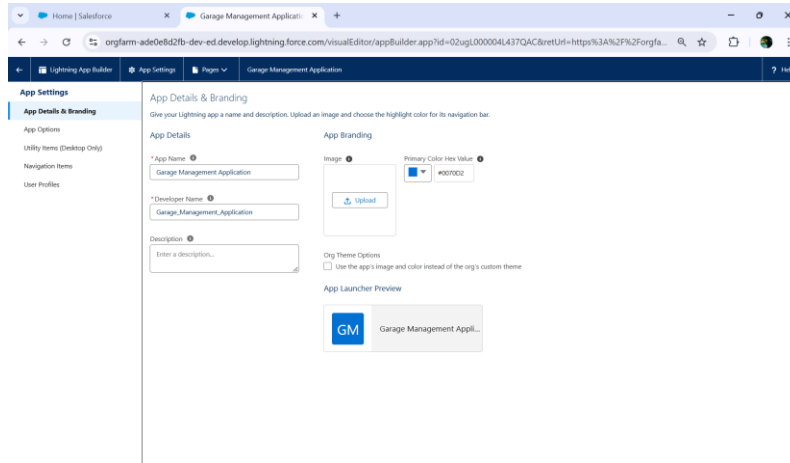 Home | Salesforce
Garage Management Applicatio
orgfarm-ade0e8d2fb-dev-ed.develop.lightning.force.com/visualEditor/appBuilder.app?id=02ugL000004L437QAC&retUrl=https%3A%2F%2Forgfa...
Lightning App Builder
App Settings
Pages
Garage Management Application
? Hel
App Settings
App Details & Branding
App Options
Utility Items (Desktop Only)
Navigation Items
User Profiles
App Details & Branding
Give your Lightning app a name and description. Upload an image and choose the highlight color for its navigation bar.
App Details
* App Name
Garage Management Application
* Developer Name
Garage_Management_Application
Description
Enter a description...
App Branding
Image
Upload
Primary Color Hex Value
#0070D2
Org Theme Options
Use the app's image and color instead of the org's custom theme
App Launcher Preview
GM
Garage Management Appli...